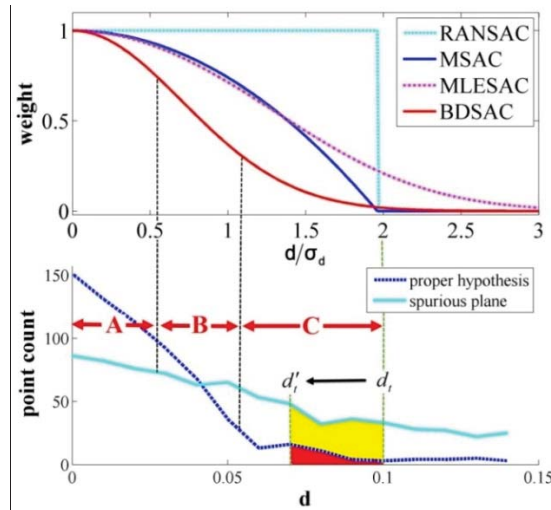 RANSAC
MSAC
MLESAC
BDSAC
weight
1
0.5
0
0 0.5 1 1.5 2 2.5 3
d/σd
proper hypothesis
spurious plane
point count
150
100
50
0
A B C
d't dt
0 0.05 0.1 0.15
d